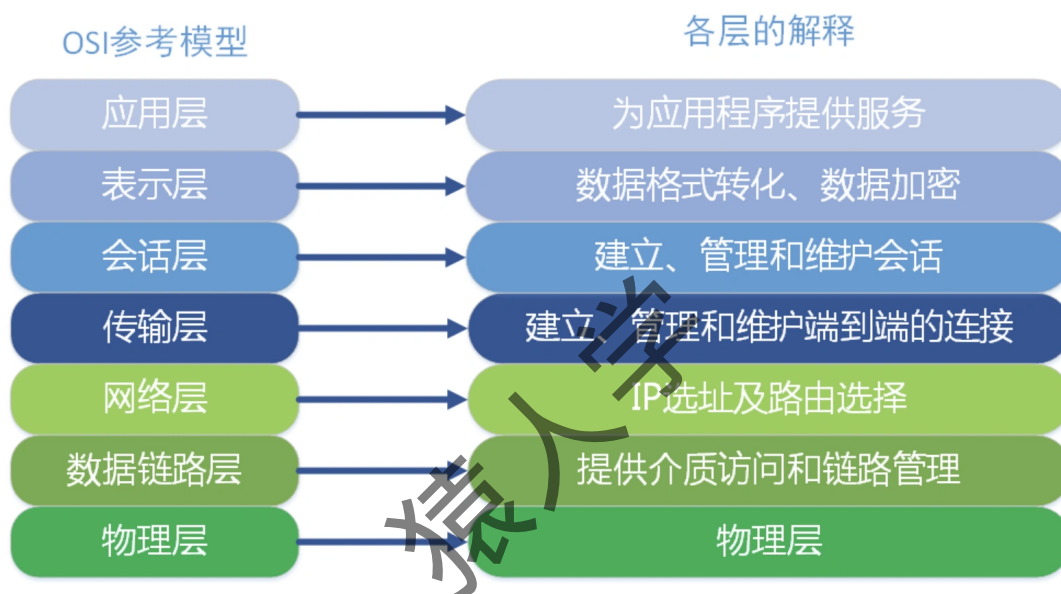 OSI参考模型
各层的解释
应用层
为应用程序提供服务
表示层
数据格式转化、数据加密
会话层
建立、管理和维护会话
传输层
建立、管理和维护端到端的连接
网络层
IP选址及路由选择
数据链路层
提供介质访问和链路管理
物理层
物理层
猿人学